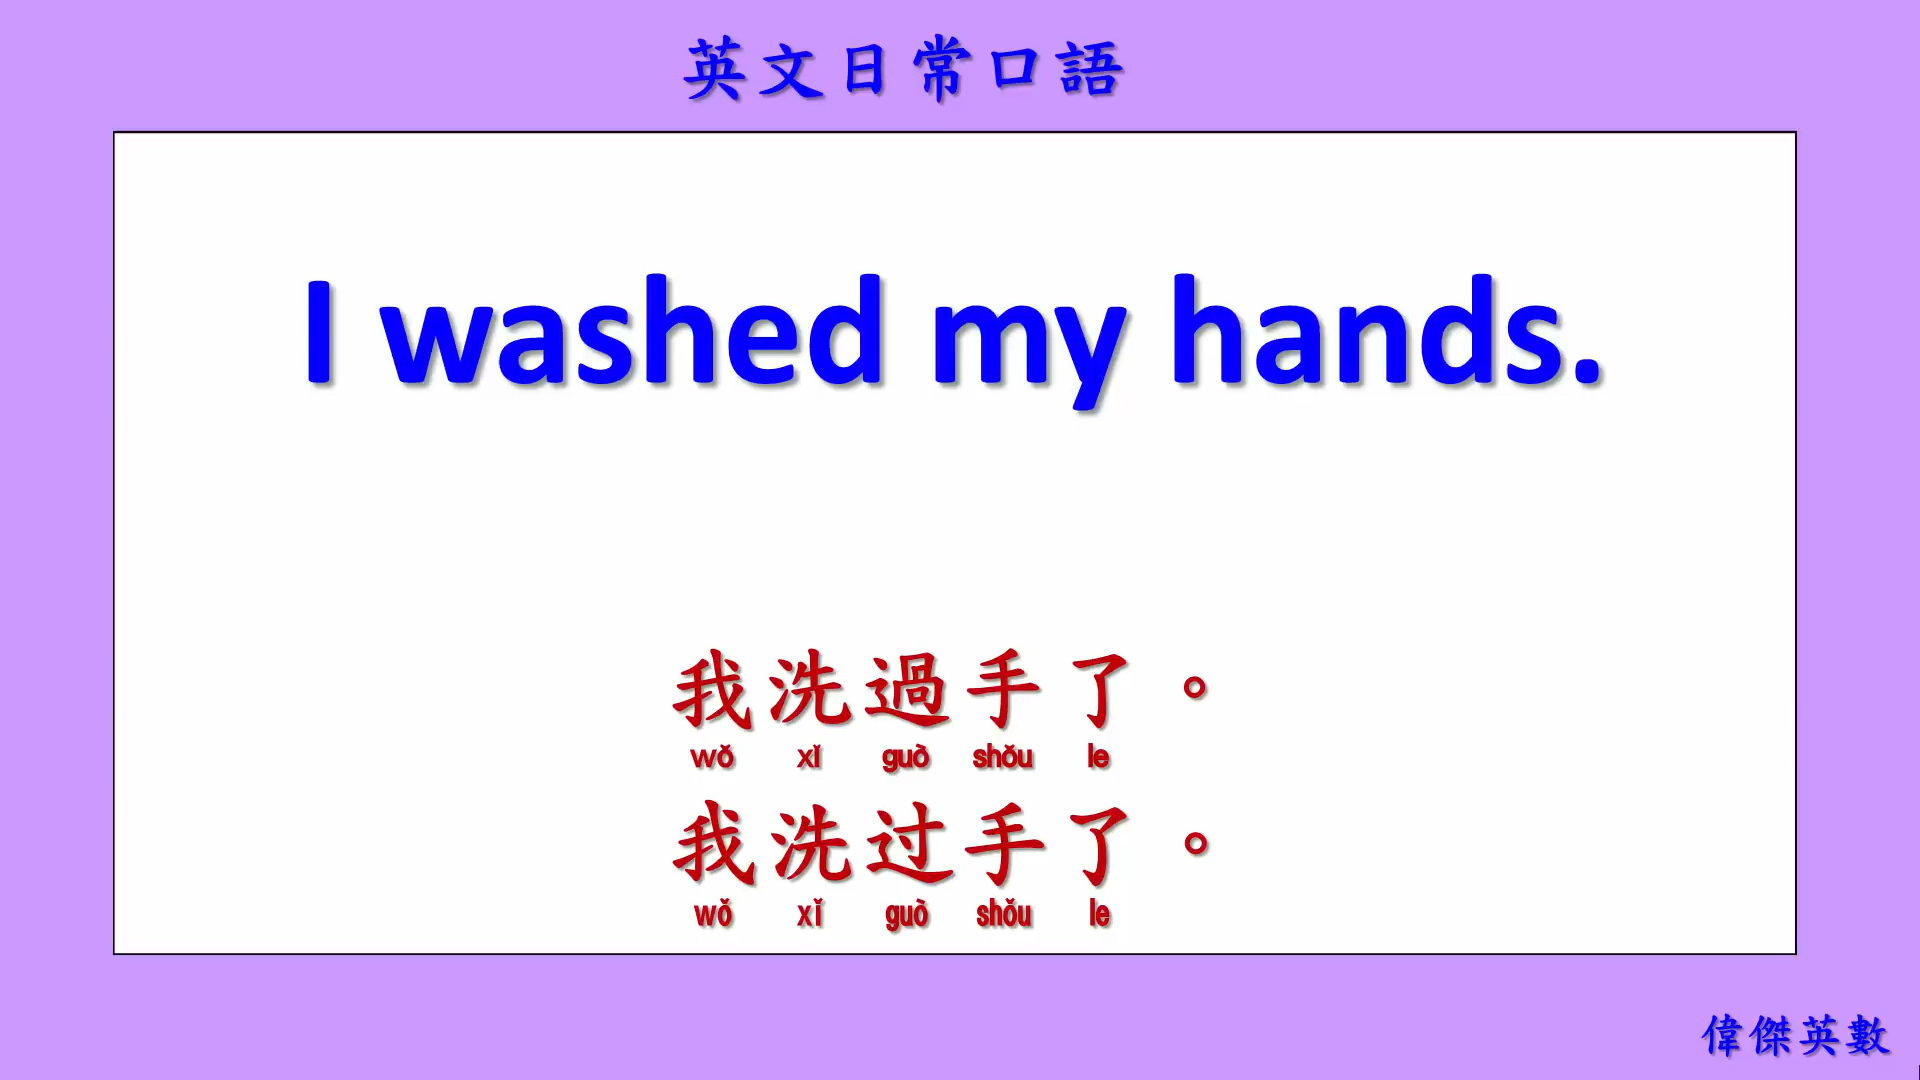 英文日常口語
I washed my hands.
我洗過手了。
wǒ xǐ guò shǒu le
我洗过手了。
wǒ xǐ guò shǒu le
偉傑英數